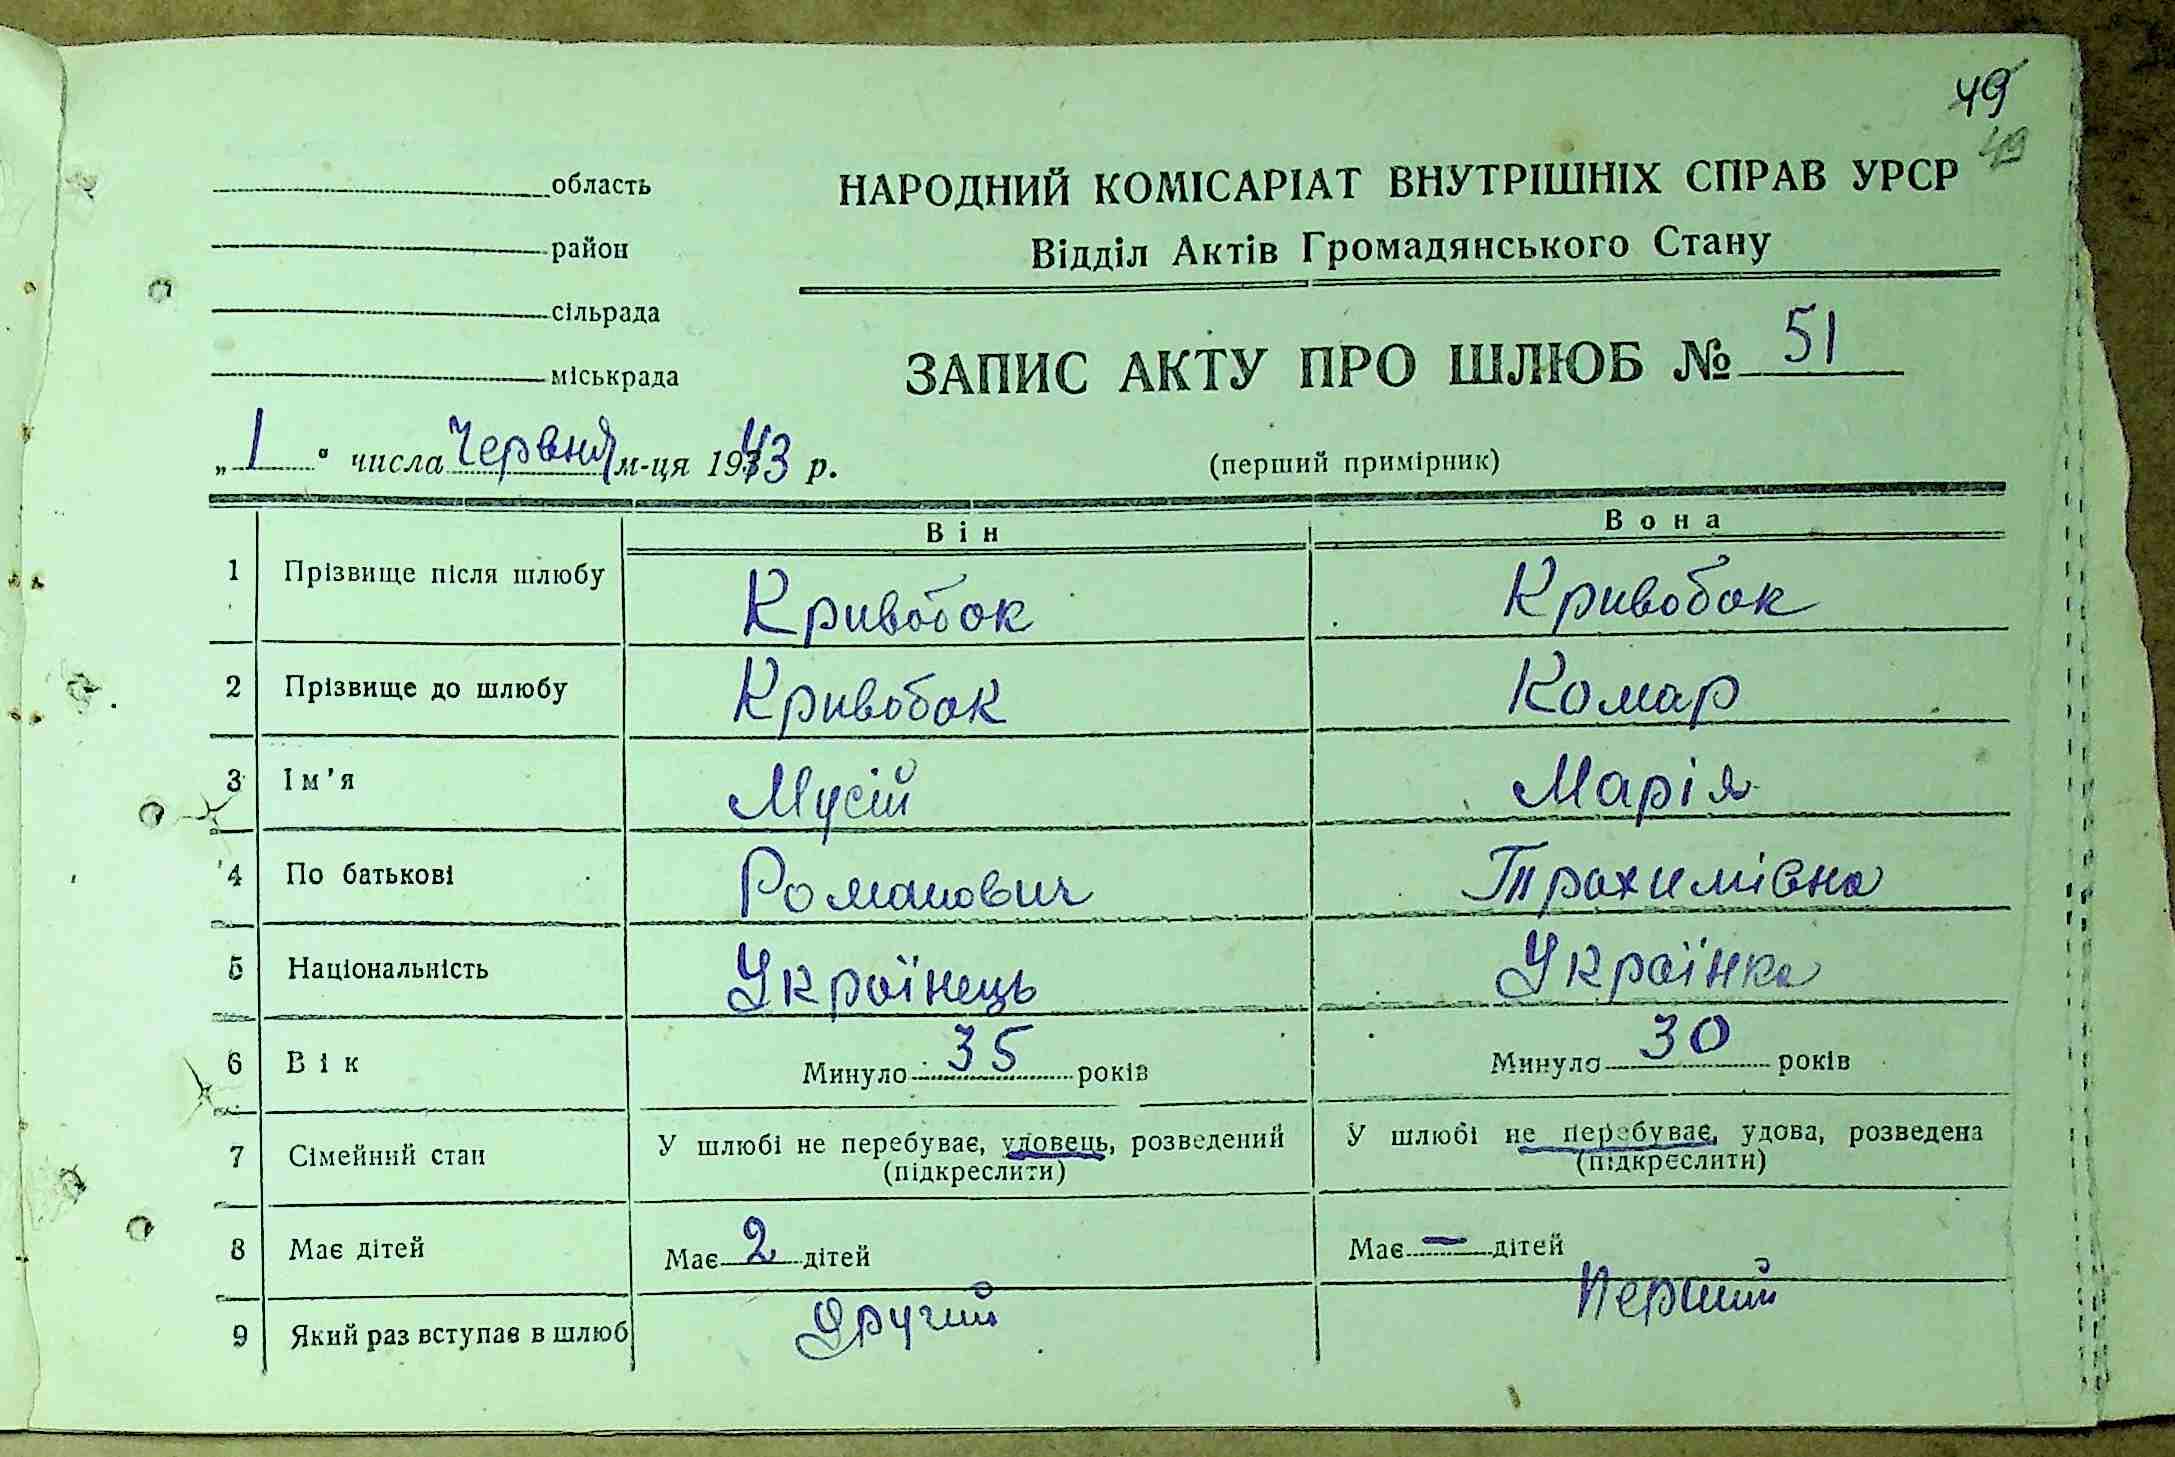 49
49
область
район
сільрада
міськрада
НАРОДНИЙ КОМІСАРІАТ ВНУТРІШНІХ СПРАВ УРСР
Відділ Актів Громадянського Стану
ЗАПИС АКТУ ПРО ШЛЮБ № 51
„1“ числа Червня м-ця 1943 р.
(перший примірник)
Він Вона
1 Прізвище після шлюбу Кривобок Кривобок
2 Прізвище до шлюбу Кривобок Комар
3 Ім'я Мусій Марія
4 По батькові Романович Трахимівна
5 Національність Українець Українка
6 Вік Минуло 35 років Минуло 30 років
7 Сімейний стан У шлюбі не перебуває, удовець, розведений У шлюбі не перебуває, удова, розведена
(підкреслити) (підкреслити)
8 Має дітей Має 2 дітей Має — дітей
9 Який раз вступає в шлюб Другий Перший